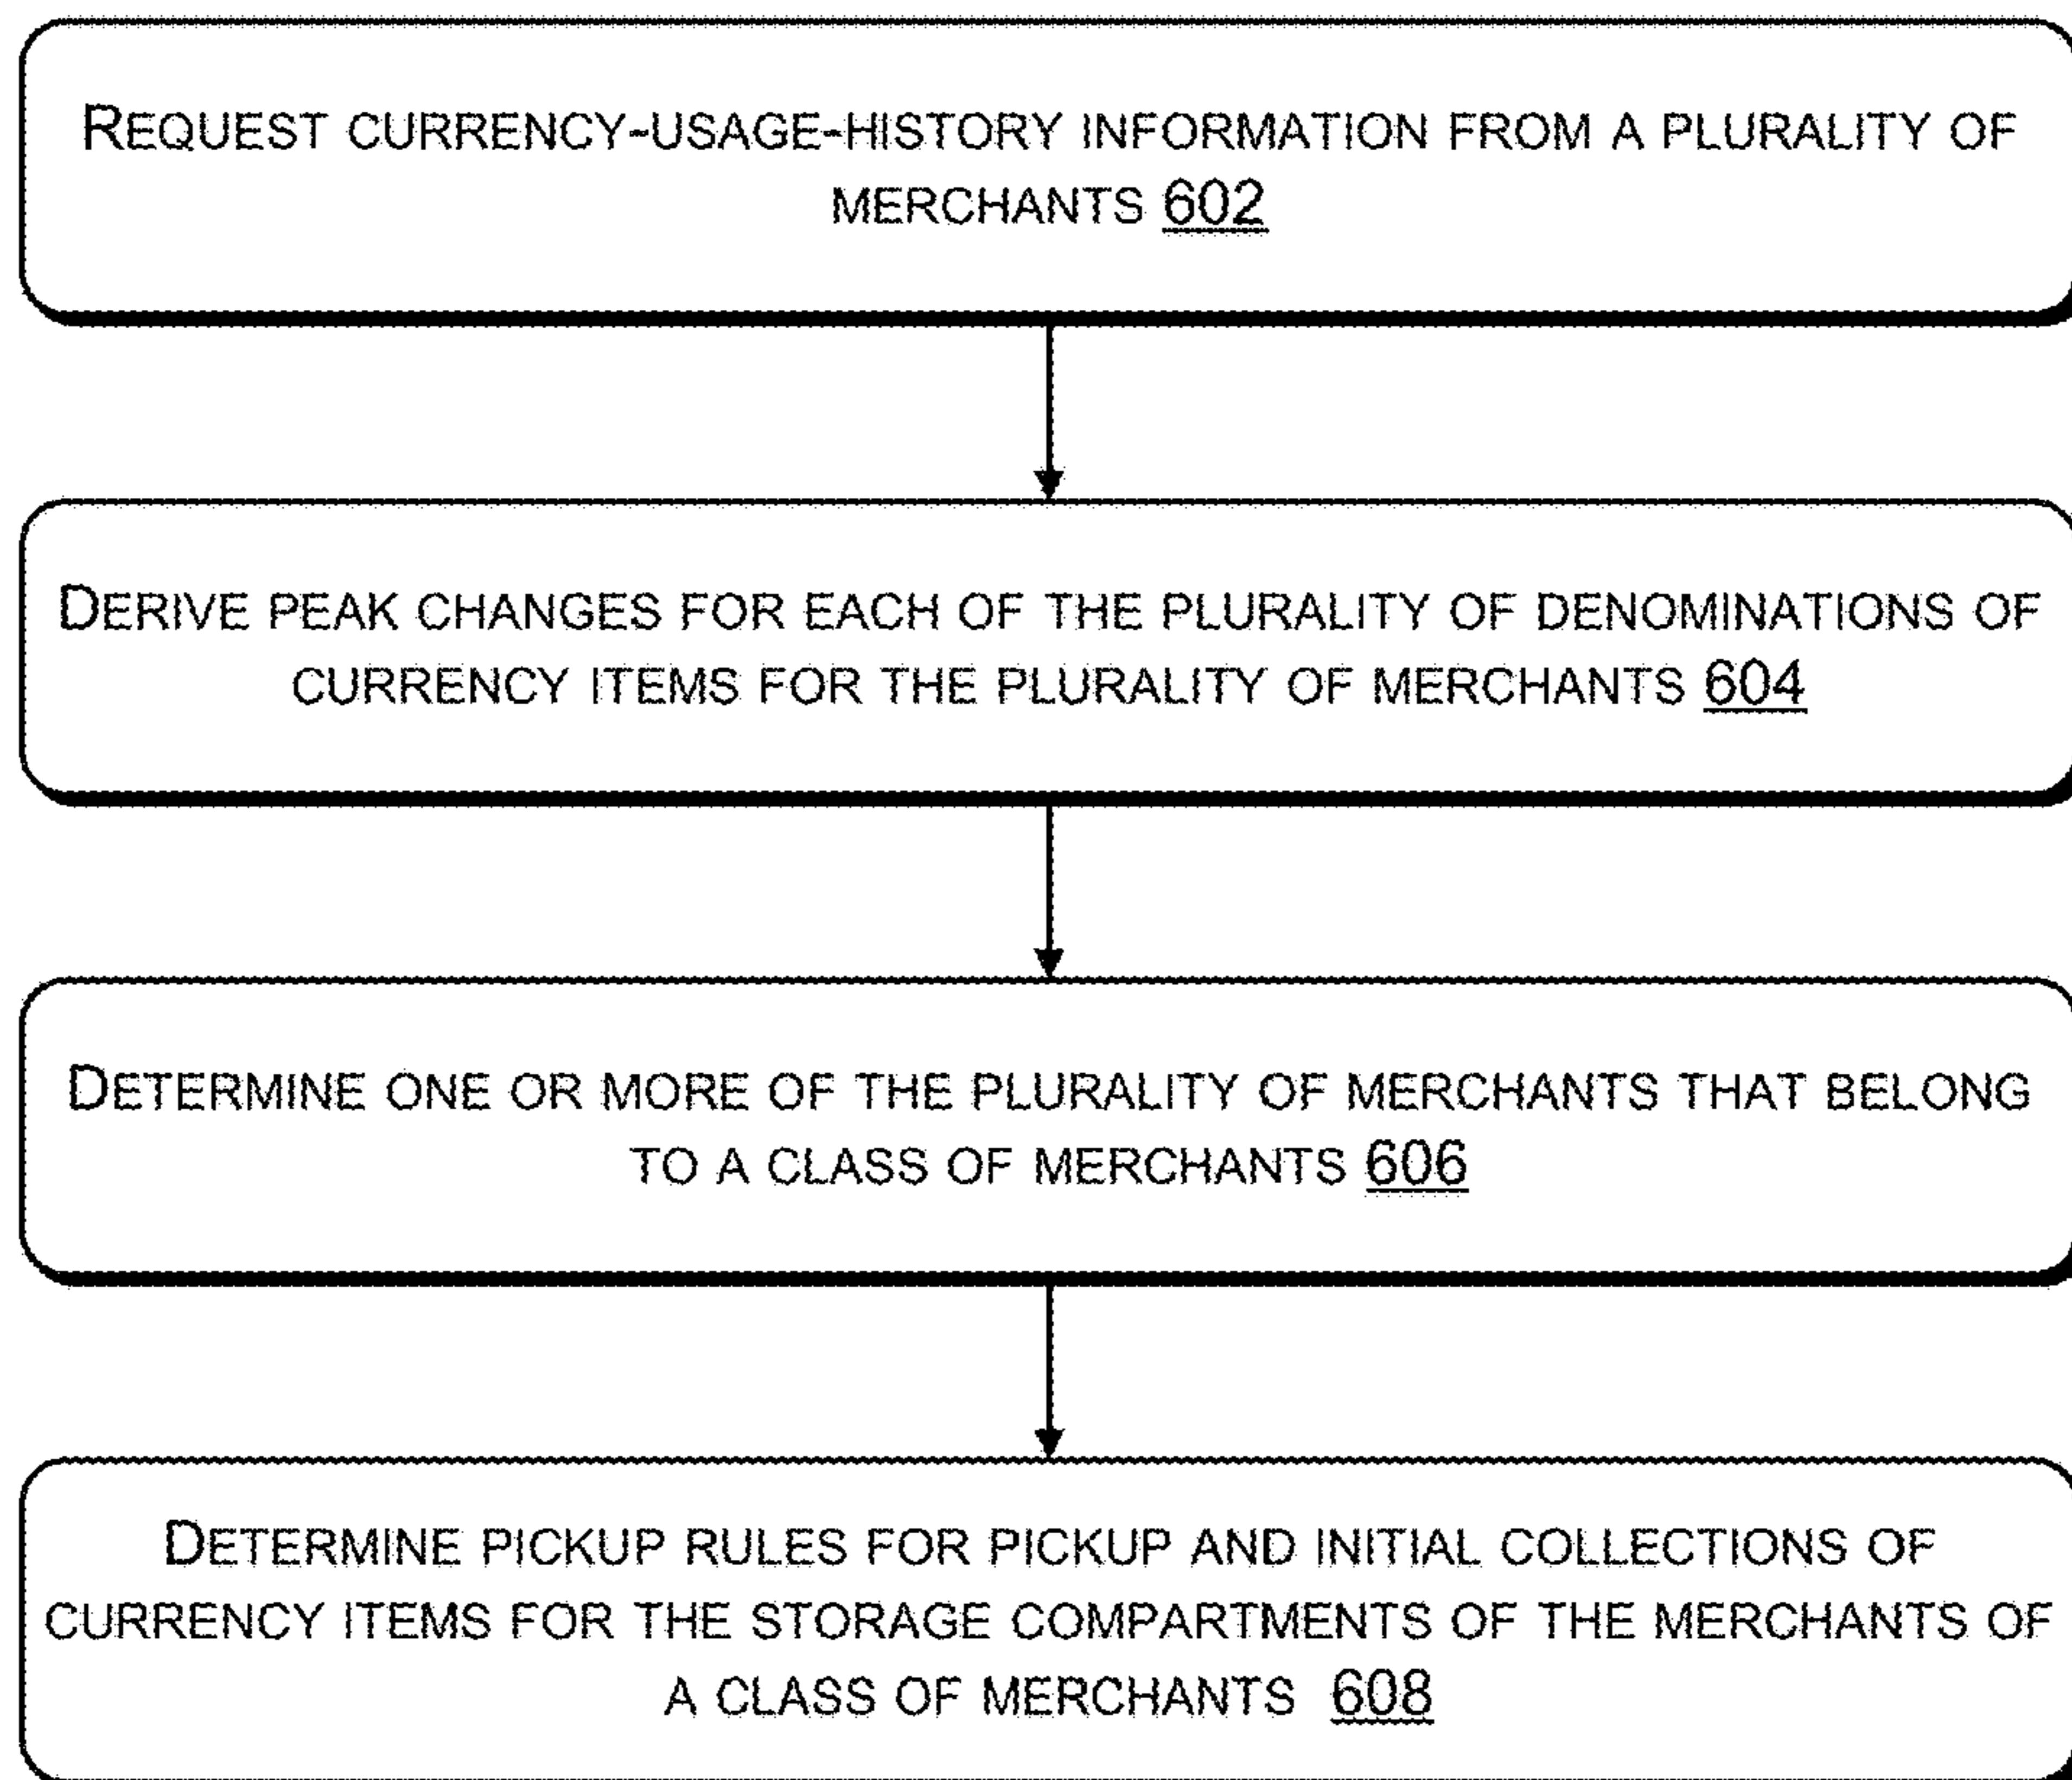 REQUEST CURRENCY-USAGE-HISTORY INFORMATION FROM A PLURALITY OF
MERCHANTS 602
DERIVE PEAK CHANGES FOR EACH OF THE PLURALITY OF DENOMINATIONS OF
CURRENCY ITEMS FOR THE PLURALITY OF MERCHANTS 604
DETERMINE ONE OR MORE OF THE PLURALITY OF MERCHANTS THAT BELONG
TO A CLASS OF MERCHANTS 606
DETERMINE PICKUP RULES FOR PICKUP AND INITIAL COLLECTIONS OF
CURRENCY ITEMS FOR THE STORAGE COMPARTMENTS OF THE MERCHANTS OF
A CLASS OF MERCHANTS 608